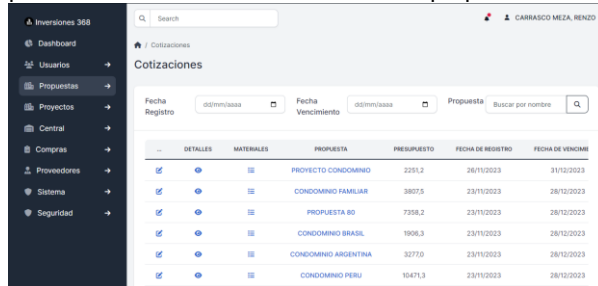 Inversiones 368
Search
CARRASCO MEZA, RENZO
Dashboard
Usuarios
Propuestas
Proyectos
Central
Compras
Proveedores
Sistema
Seguridad
/ Cotizaciones
Cotizaciones
Fecha Registro
dd/mm/aaaa
Fecha Vencimiento
dd/mm/aaaa
Propuesta
Buscar por nombre
... DETALLES MATERIALES PROPUESTA PRESUPUESTO FECHA DE REGISTRO FECHA DE VENCIMIE
PROYECTO CONDOMINIO 2251,2 26/11/2023 31/12/2023
CONDOMINIO FAMILIAR 3807,5 23/11/2023 28/12/2023
PROPUESTA 80 7358,2 23/11/2023 28/12/2023
CONDOMINIO BRASIL 1906,3 23/11/2023 28/12/2023
CONDOMINIO ARGENTINA 3277,0 23/11/2023 28/12/2023
CONDOMINIO PERU 10471,3 23/11/2023 28/12/2023